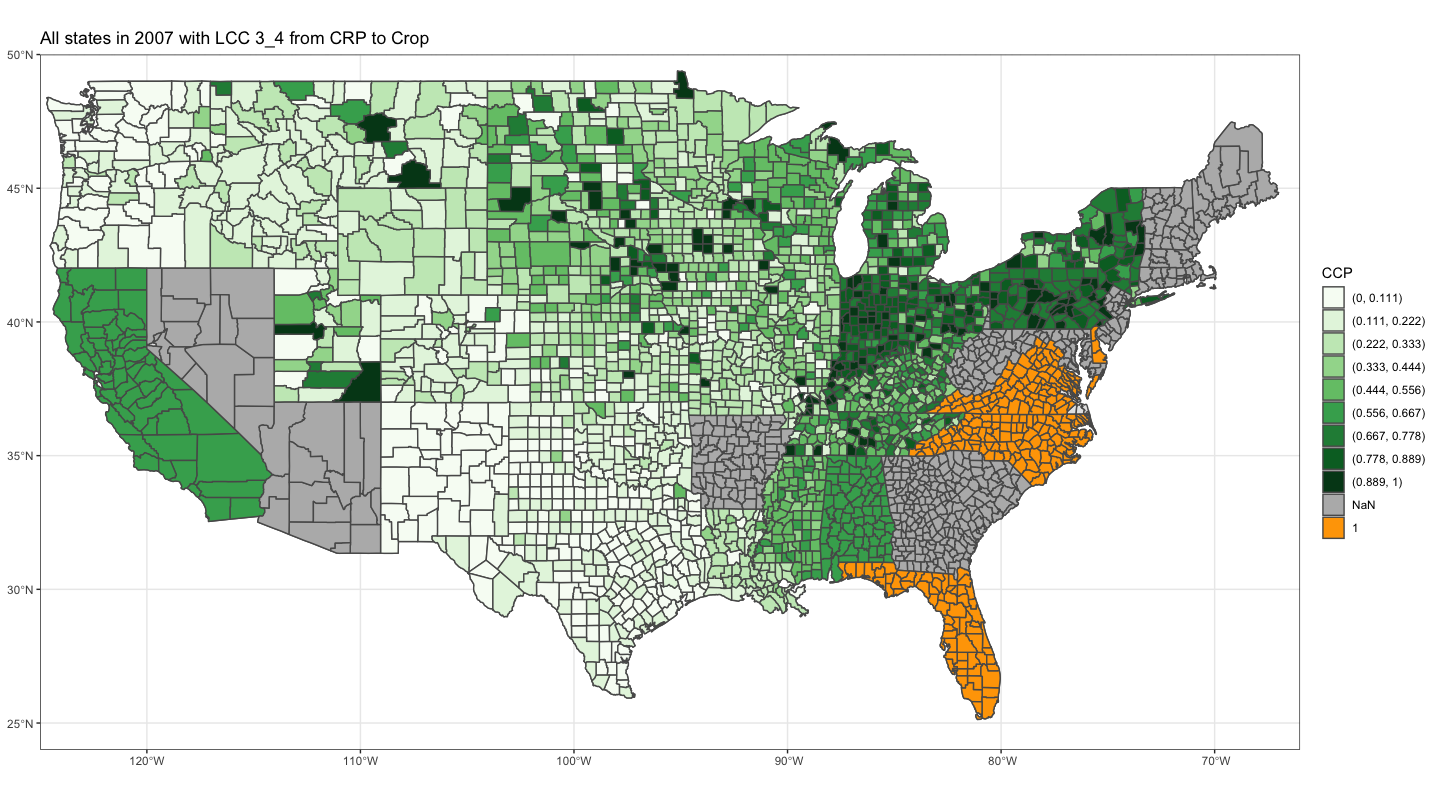 All states in 2007 with LCC 3_4 from CRP to Crop
50°N
45°N
40°N
35°N
30°N
25°N
120°W
110°W
100°W
90°W
80°W
70°W
CCP
(0, 0.111)
(0.111, 0.222)
(0.222, 0.333)
(0.333, 0.444)
(0.444, 0.556)
(0.556, 0.667)
(0.667, 0.778)
(0.778, 0.889)
(0.889, 1)
NaN
1